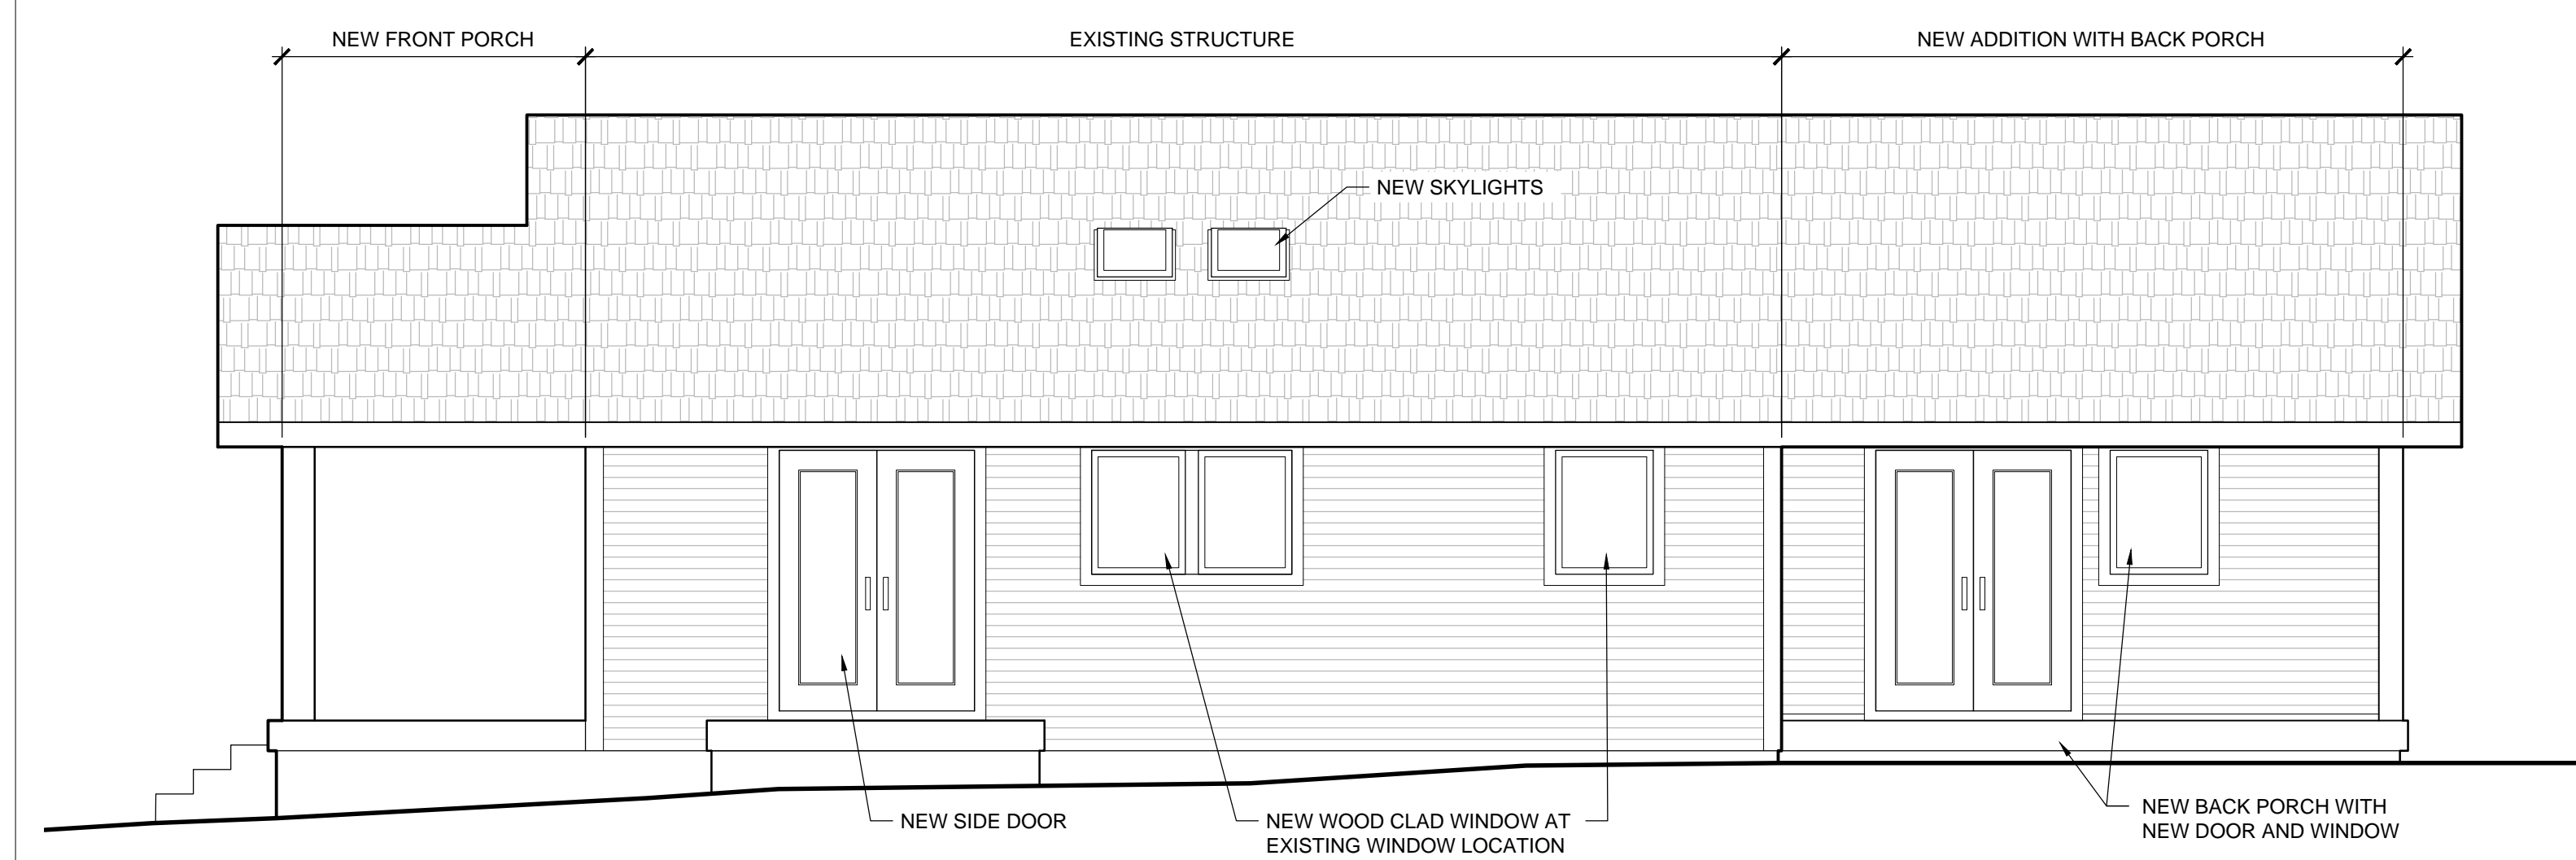 NEW FRONT PORCH
EXISTING STRUCTURE
NEW ADDITION WITH BACK PORCH
NEW SKYLIGHTS
NEW SIDE DOOR
NEW WOOD CLAD WINDOW AT
EXISTING WINDOW LOCATION
NEW BACK PORCH WITH
NEW DOOR AND WINDOW